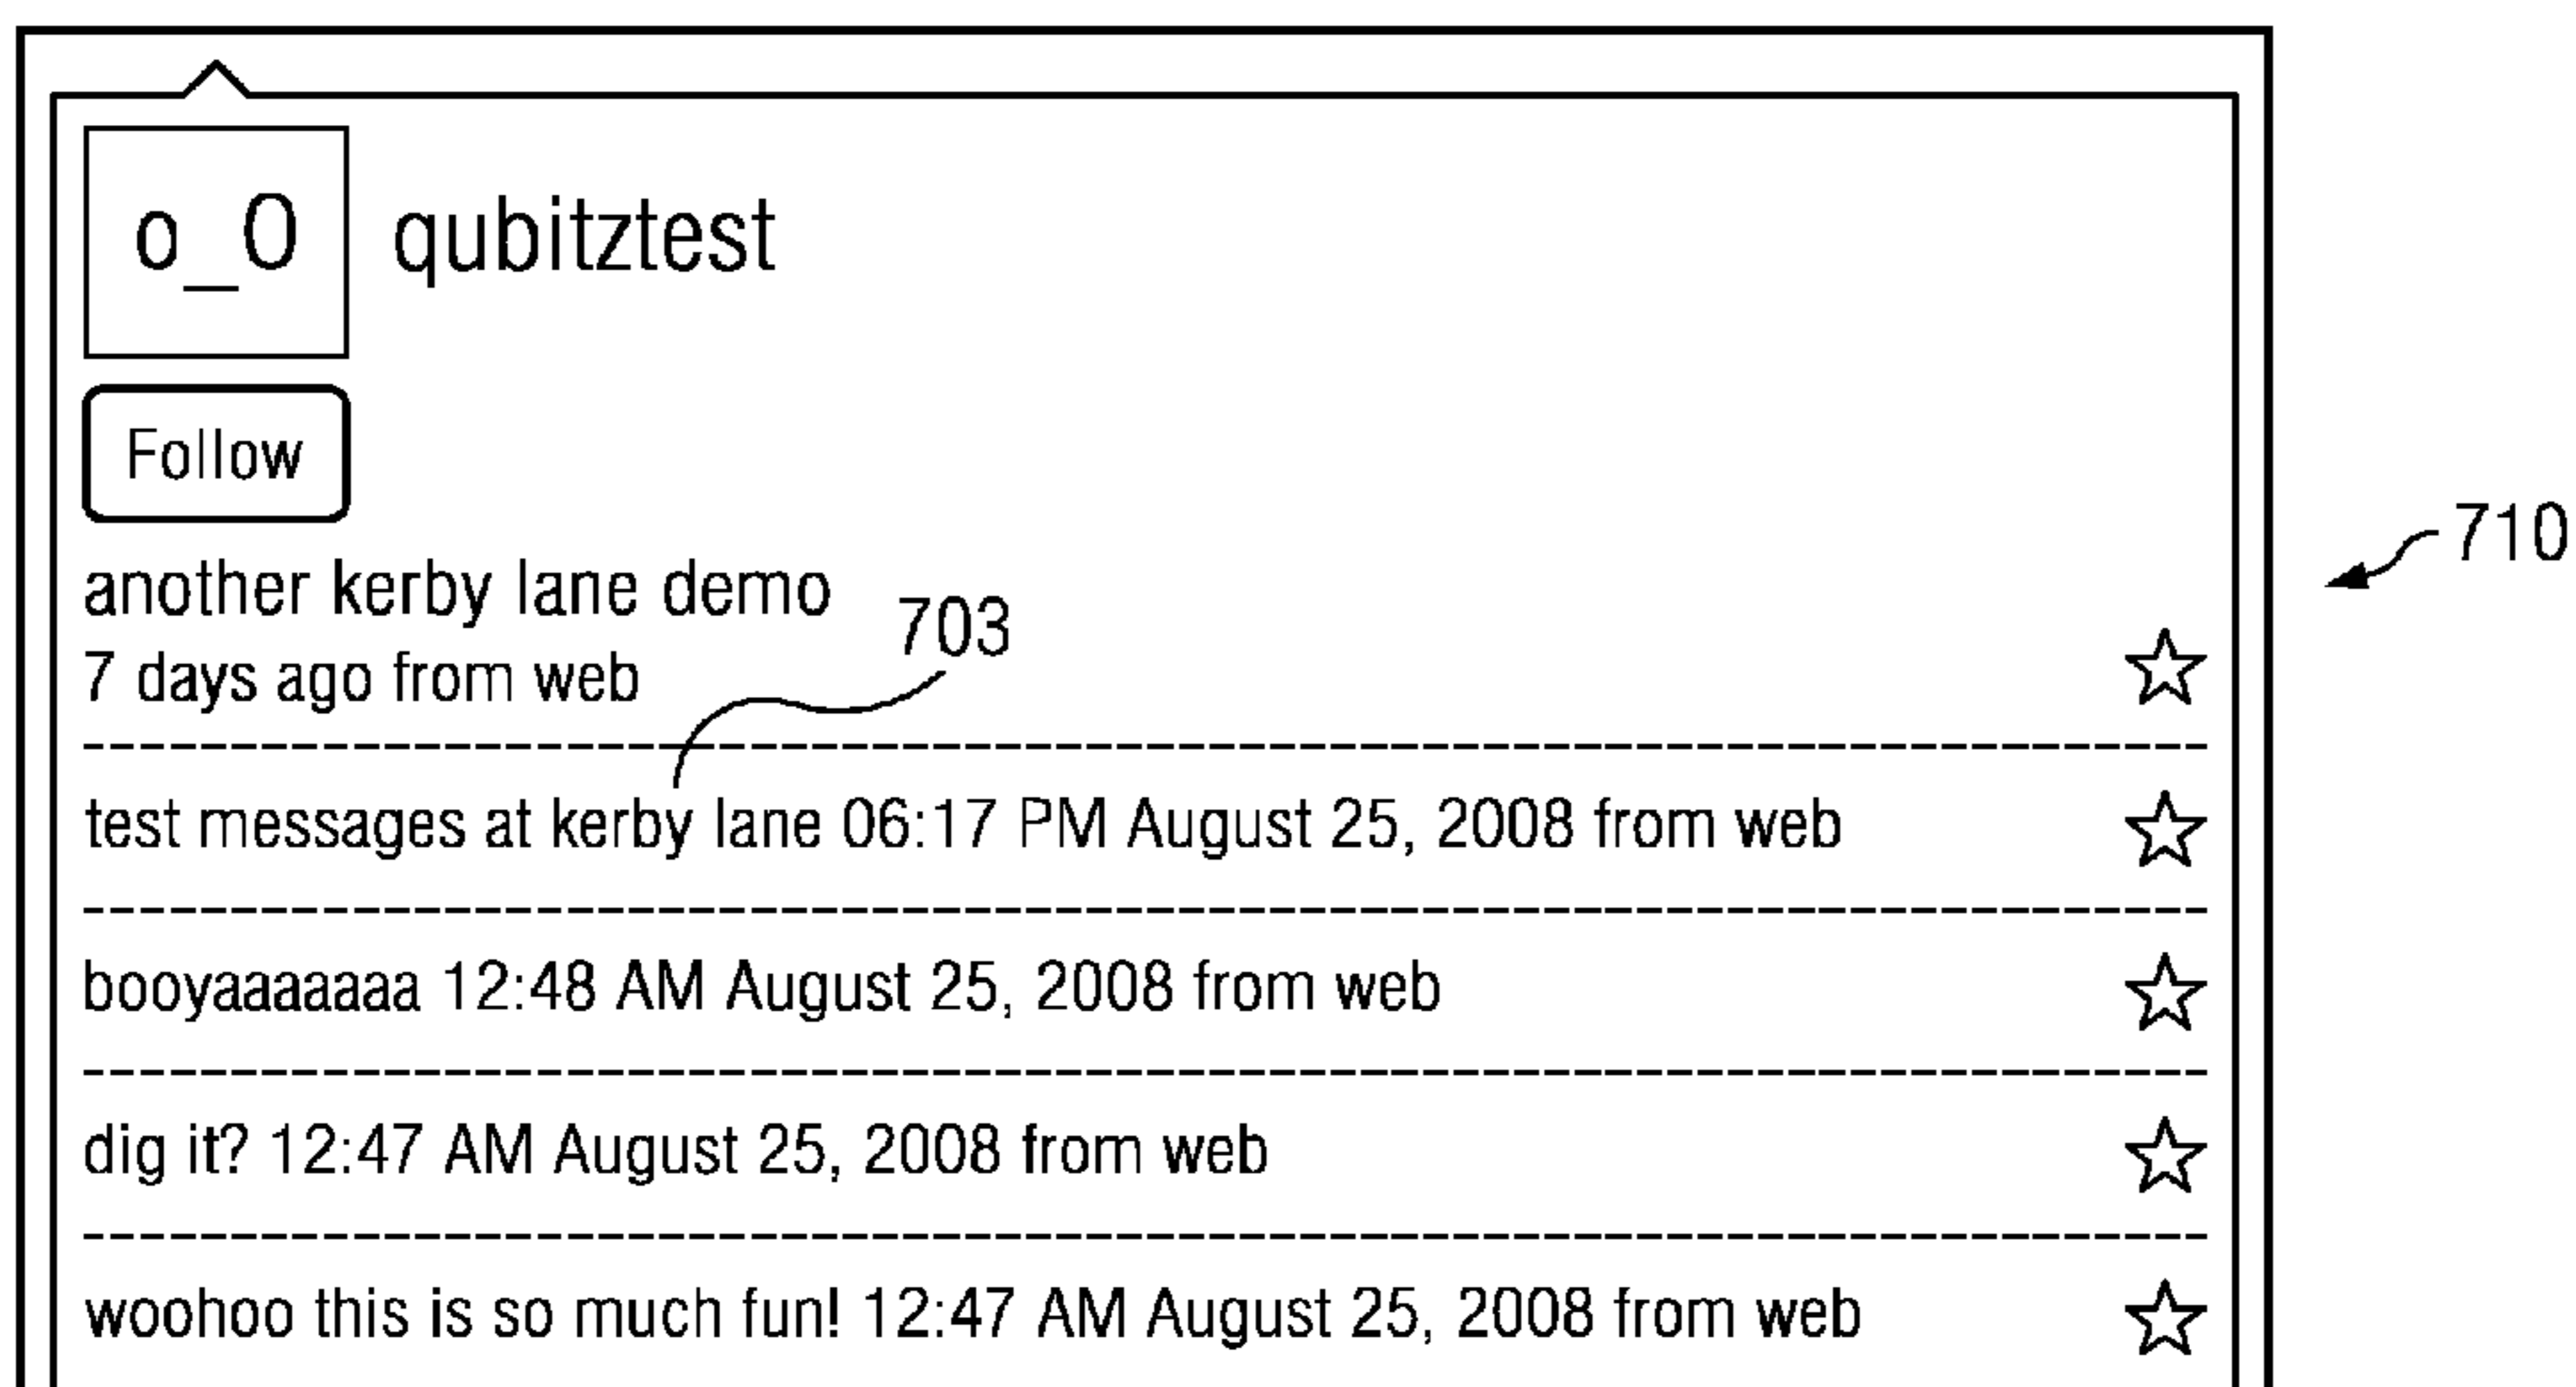 o_O qubitztest
Follow
710
another kerby lane demo
703
7 days ago from web
test messages at kerby lane 06:17 PM August 25, 2008 from web
booyaaaaaaa 12:48 AM August 25, 2008 from web
dig it? 12:47 AM August 25, 2008 from web
woohoo this is so much fun! 12:47 AM August 25, 2008 from web